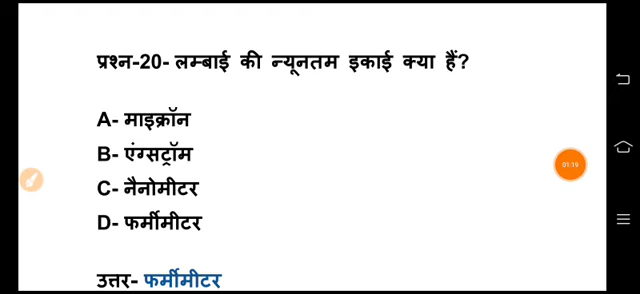 प्रश्न-20- लम्बाई की न्यूनतम इकाई क्या हैं?
A- माइक्रॉन
B- एंग्सट्रॉम
C- नैनोमीटर
D- फर्मीमीटर
उत्तर- फर्मीमीटर
01:19